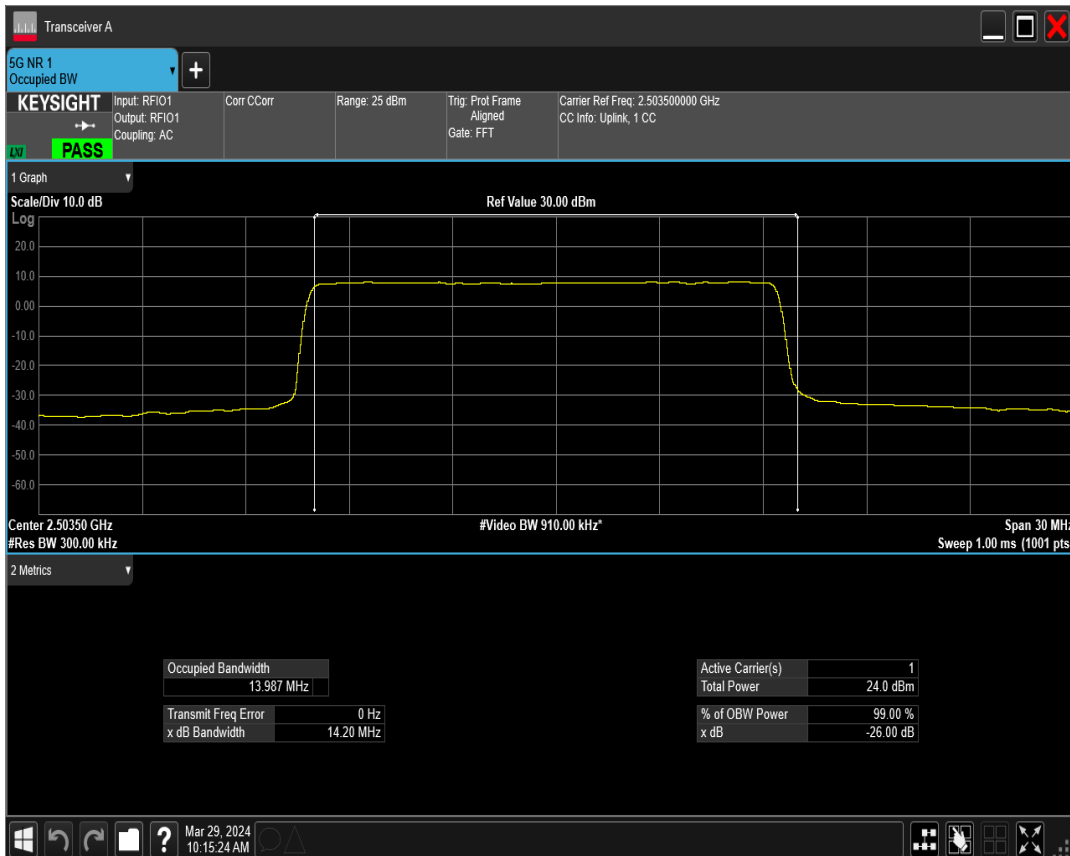 Transceiver A
5G NR 1
Occupied BW
KEYSIGHT
LXI
PASS
Input: RFIO1
Output: RFIO1
Coupling: AC
Corr CCorr
Range: 25 dBm
Trig: Prot Frame
Aligned
Gate: FFT
Carrier Ref Freq: 2.503500000 GHz
CC Info: Uplink, 1 CC
1 Graph
Scale/Div 10.0 dB
Ref Value 30.00 dBm
Log
20.0
10.0
0.00
-10.0
-20.0
-30.0
-40.0
-50.0
-60.0
Center 2.50350 GHz
#Video BW 910.00 kHz*
Span 30 MHz
#Res BW 300.00 kHz
Sweep 1.00 ms (1001 pts
2 Metrics
Occupied Bandwidth
13.987 MHz
Transmit Freq Error 0 Hz
x dB Bandwidth 14.20 MHz
Active Carrier(s) 1
Total Power 24.0 dBm
% of OBW Power 99.00 %
x dB -26.00 dB
?
Mar 29, 2024
10:15:24 AM